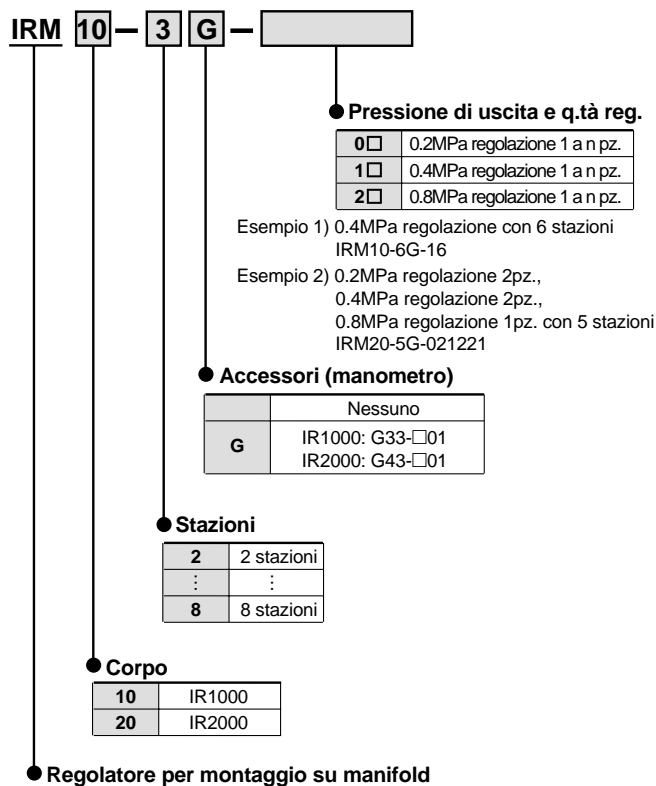 IRM 10 – 3 G –
Pressione di uscita e q.tà reg.
0□ 0.2MPa regolazione 1 a n pz.
1□ 0.4MPa regolazione 1 a n pz.
2□ 0.8MPa regolazione 1 a n pz.
Esempio 1) 0.4MPa regolazione con 6 stazioni
IRM10-6G-16
Esempio 2) 0.2MPa regolazione 2pz.,
0.4MPa regolazione 2pz.,
0.8MPa regolazione 1pz. con 5 stazioni
IRM20-5G-021221
Accessori (manometro)
Nessuno
G IR1000: G33-□01
IR2000: G43-□01
Stazioni
2 2 stazioni
⋮ ⋮
8 8 stazioni
Corpo
10 IR1000
20 IR2000
Regolatore per montaggio su manifold